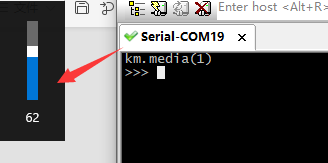 Enter host <Alt+R>
Serial-COM19
km.media(1)
>>>
62